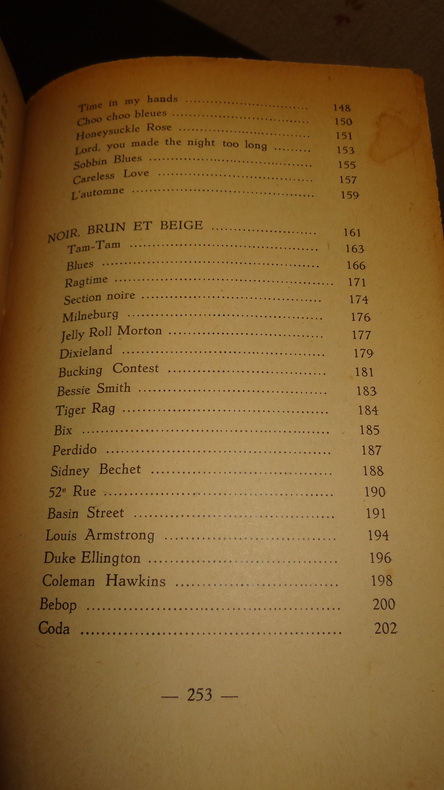 Time in my hands .......................... 148
Choo choo bleues .......................... 150
Honeysuckle Rose .......................... 151
Lord, you made the night too long ......... 153
Sobbin Blues .............................. 155
Careless Love ............................. 157
L'automne ................................. 159
NOIR, BRUN ET BEIGE ....................... 161
Tam-Tam ................................... 163
Blues ..................................... 166
Ragtime ................................... 171
Section noire ............................. 174
Milneburg ................................. 176
Jelly Roll Morton ......................... 177
Dixieland ................................. 179
Bucking Contest ........................... 181
Bessie Smith .............................. 183
Tiger Rag ................................. 184
Bix ....................................... 185
Perdido ................................... 187
Sidney Bechet ............................. 188
52e Rue ................................... 190
Basin Street .............................. 191
Louis Armstrong ........................... 194
Duke Ellington ............................ 196
Coleman Hawkins ........................... 198
Bebop ..................................... 200
Coda ...................................... 202
— 253 —